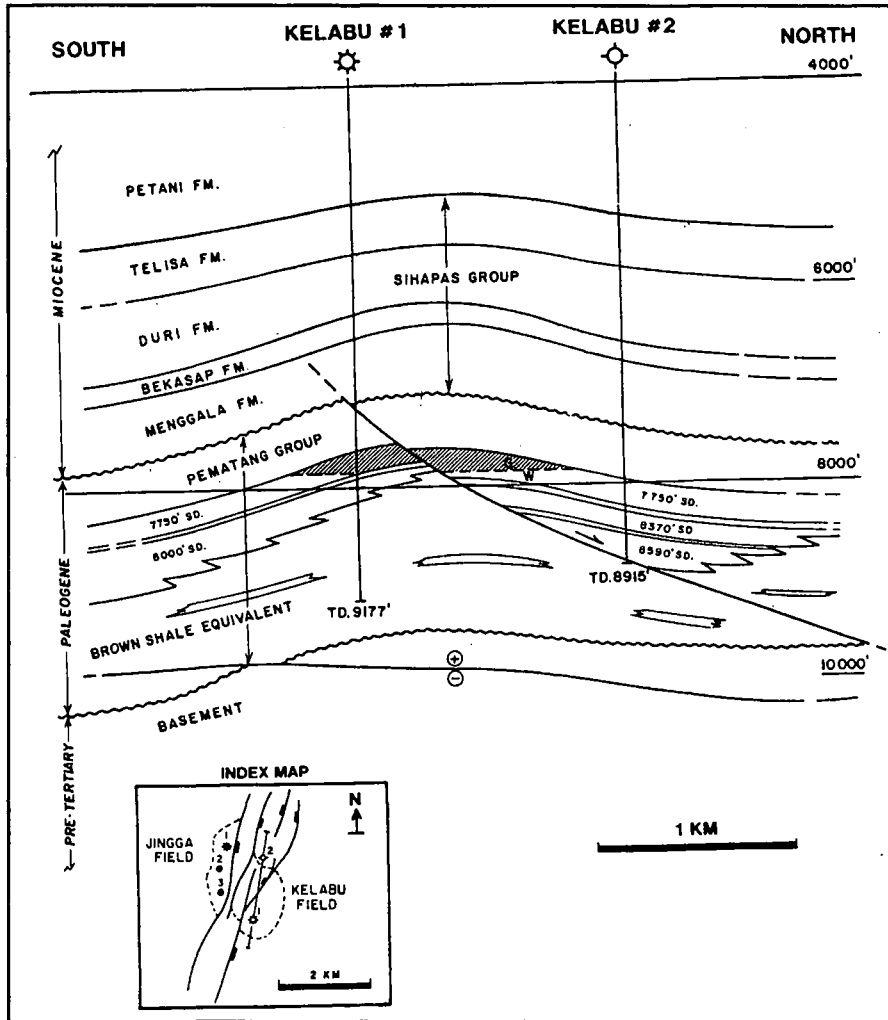 KELABU #1
KELABU #2
SOUTH
NORTH
4000'
PETANI FM.
TELISA FM.
6000'
SIHAPAS GROUP
MIOCENE
DURI FM.
BEKASAP FM.
MENGGALA FM.
PEMATANG GROUP
8000'
G
W
7750' SD.
7750' SD.
8370' SD
8000' SD.
8590' SD.
TD. 8915'
TD. 9177'
PALEOGENE
BROWN SHALE EQUIVALENT
10000'
+
−
BASEMENT
PRE-TERTIARY
INDEX MAP
N
JINGGA
FIELD
1
2
3
2
KELABU
FIELD
1
2 KM
1 KM